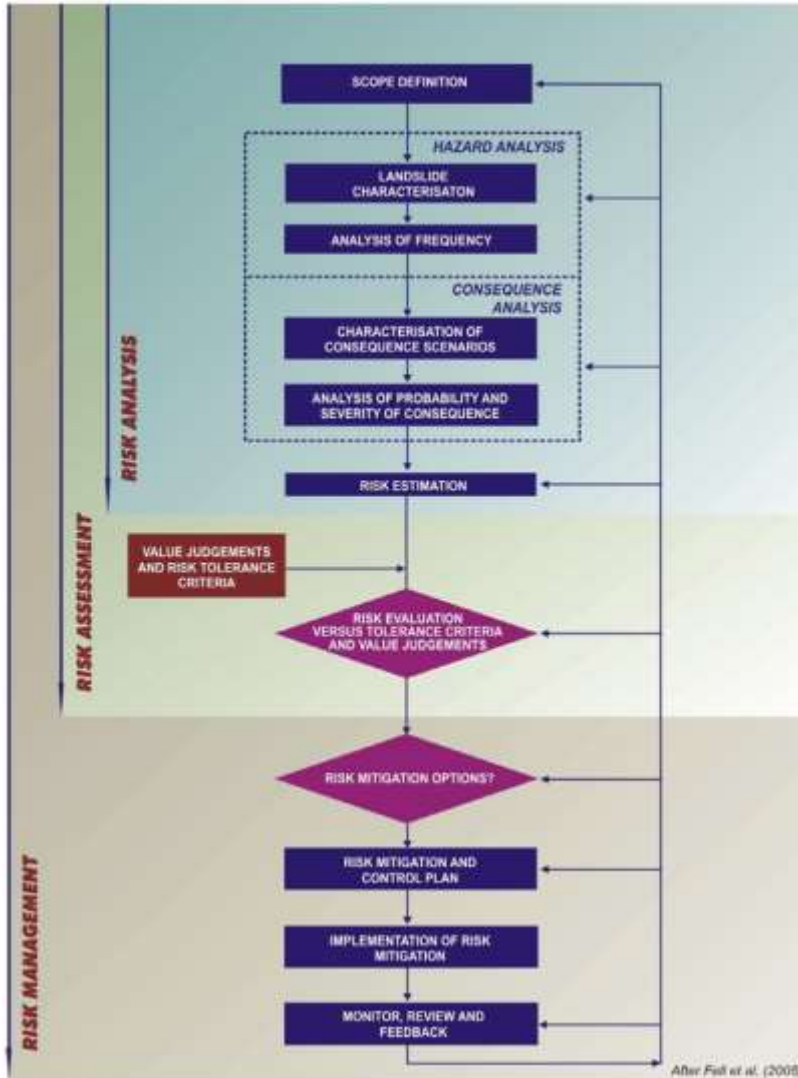 SCOPE DEFINITION
HAZARD ANALYSIS
LANDSLIDE
CHARACTERISATON
ANALYSIS OF FREQUENCY
CONSEQUENCE
ANALYSIS
CHARACTERISATION OF
CONSEQUENCE SCENARIOS
ANALYSIS OF PROBABILITY AND
SEVERITY OF CONSEQUENCE
RISK ANALYSIS
RISK ESTIMATION
VALUE JUDGEMENTS
AND RISK TOLERANCE
CRITERIA
RISK EVALUATION
VERSUS TOLERANCE CRITERIA
AND VALUE JUDGEMENTS
RISK ASSESSMENT
RISK MITIGATION OPTIONS?
RISK MITIGATION AND
CONTROL PLAN
IMPLEMENTATION OF RISK
MITIGATION
MONITOR, REVIEW AND
FEEDBACK
RISK MANAGEMENT
After Fell et al. (2005